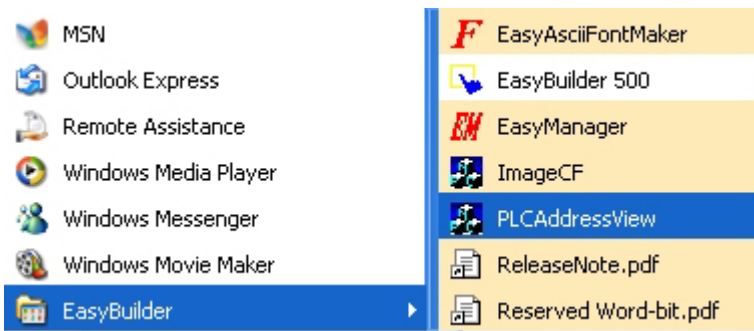 MSN
Outlook Express
Remote Assistance
Windows Media Player
Windows Messenger
Windows Movie Maker
EasyBuilder
EasyAsciiFontMaker
EasyBuilder 500
EasyManager
ImageCF
PLCAddressView
ReleaseNote.pdf
Reserved Word-bit.pdf